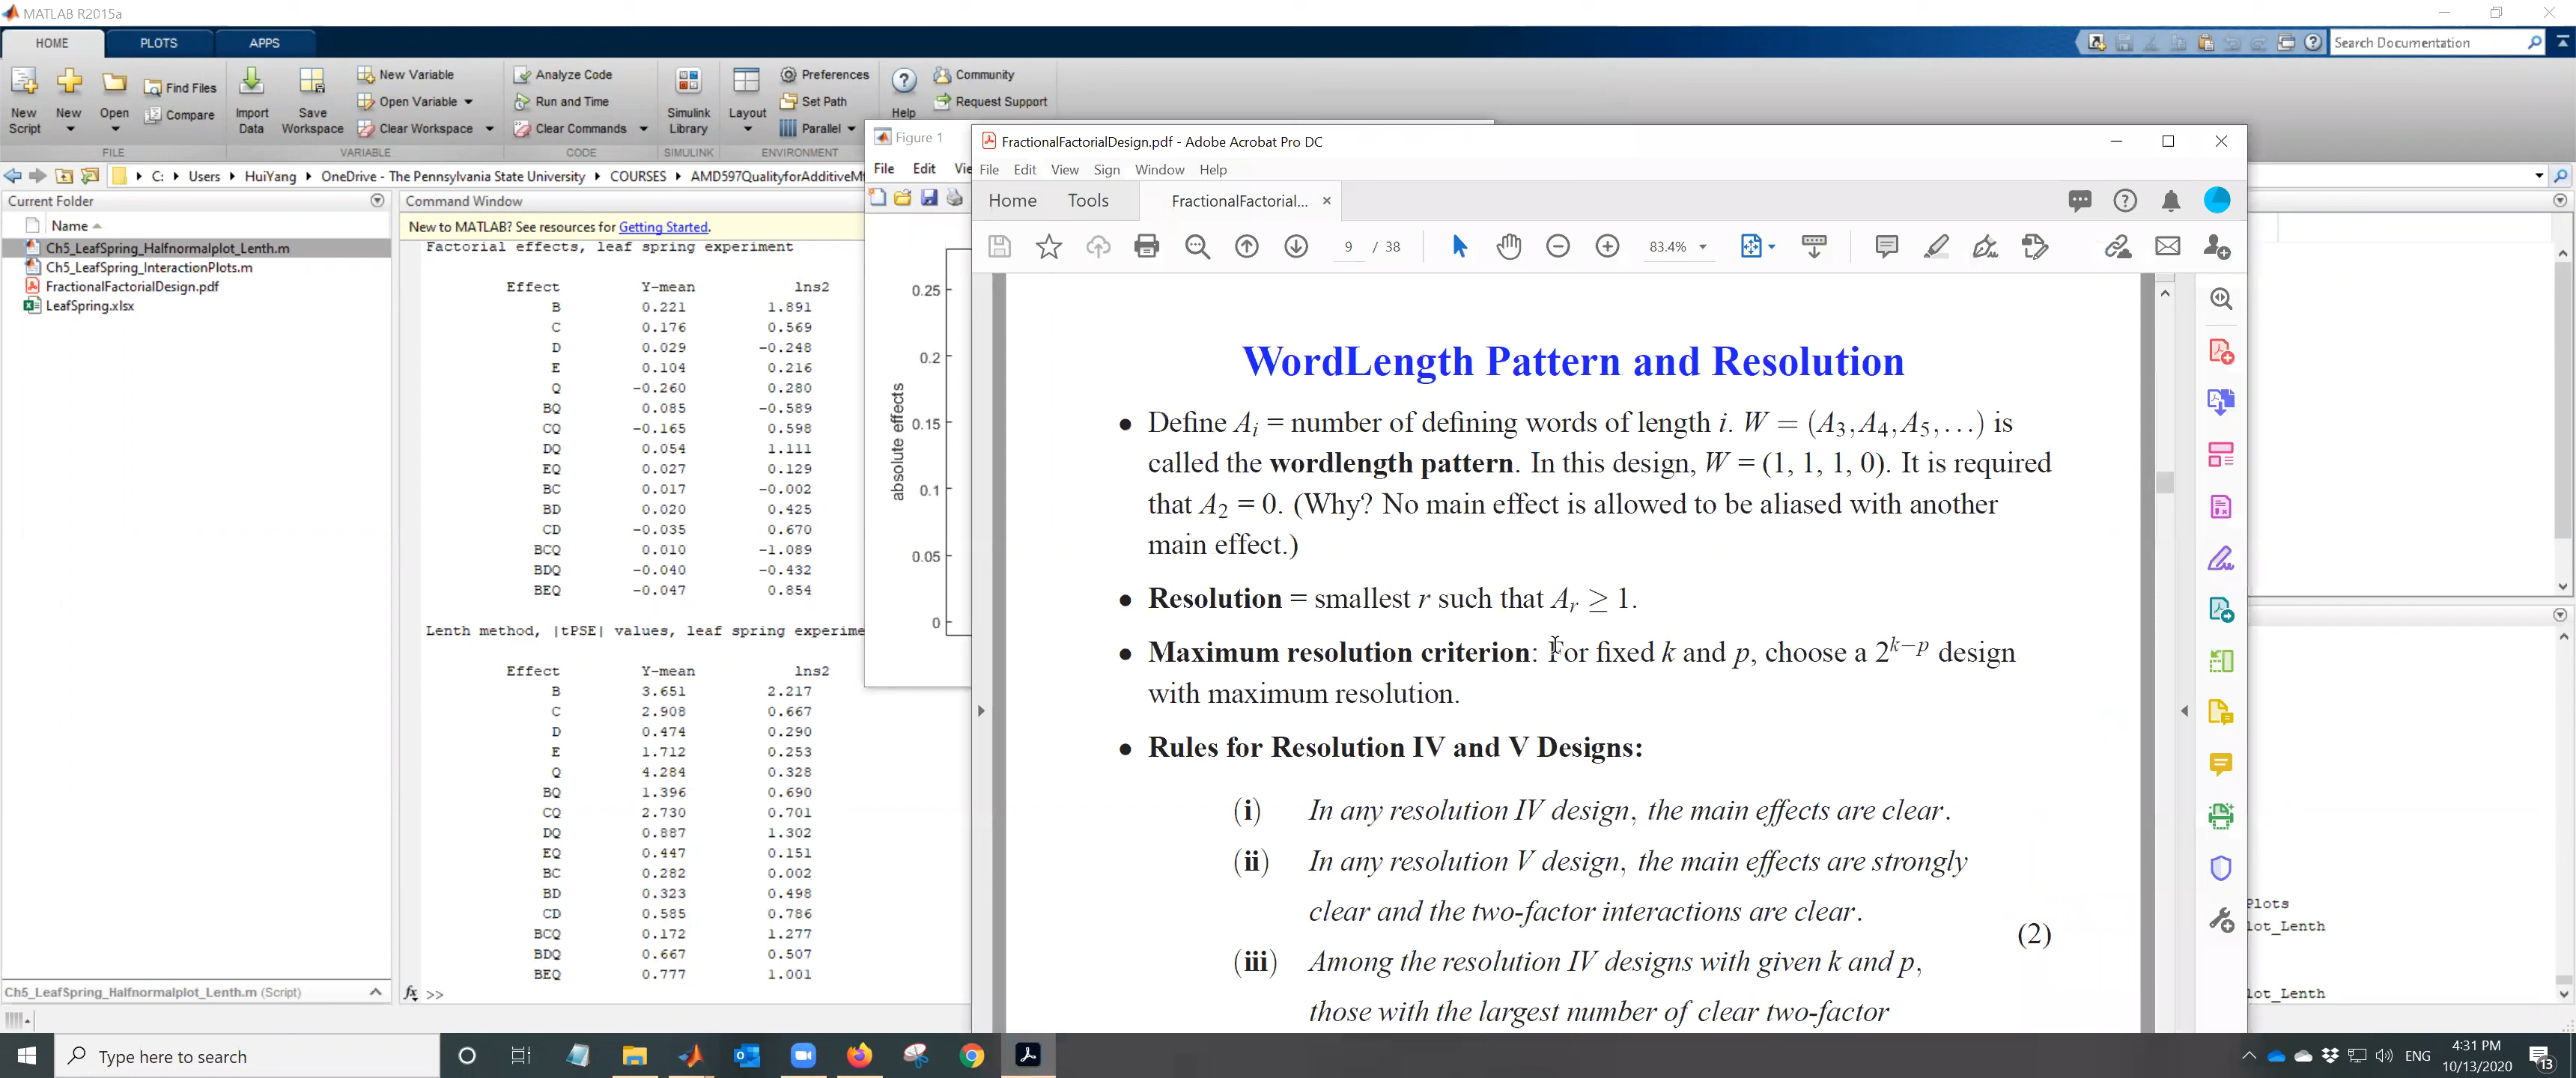 MATLAB R2015a
HOME PLOTS APPS
Search Documentation
New Script
New
Open
Find Files
Compare
FILE
Import Data
Save Workspace
New Variable
Open Variable
Clear Workspace
VARIABLE
Analyze Code
Run and Time
Clear Commands
CODE
Simulink Library
SIMULINK
Layout
Preferences
Set Path
Parallel
ENVIRONMENT
Help
Community
Request Support
C: Users HuiYang OneDrive - The Pennsylvania State University COURSES
Current Folder
Name
Ch5_LeafSpring_Halfnormalplot_Lenth.m
Ch5_LeafSpring_InteractionPlots.m
FractionalFactorialDesign.pdf
LeafSpring.xlsx
Ch5_LeafSpring_Halfnormalplot_Lenth.m (Script)
Command Window
New to MATLAB? See resources for Getting Started.
Factorial effects, leaf spring experiment
Effect Y-mean lns2
B 0.221 1.891
C 0.176 0.569
D 0.029 -0.248
E 0.104 0.216
Q -0.260 0.280
BQ 0.085 -0.589
CQ -0.165 0.598
DQ 0.054 1.111
EQ 0.027 0.129
BC 0.017 -0.002
BD 0.020 0.425
CD -0.035 0.670
BCQ 0.010 -1.089
BDQ -0.040 -0.432
BEQ -0.047 0.854
Lenth method, |tPSE| values, leaf spring experime
Effect Y-mean lns2
B 3.651 2.217
C 2.908 0.667
D 0.474 0.290
E 1.712 0.253
Q 4.284 0.328
BQ 1.396 0.690
CQ 2.730 0.701
DQ 0.887 1.302
EQ 0.447 0.151
BC 0.282 0.002
BD 0.323 0.498
CD 0.585 0.786
BCQ 0.172 1.277
BDQ 0.667 0.507
BEQ 0.777 1.001
fx >>
Figure 1
File Edit
absolute effects
0.25
0.2
0.15
0.1
0.05
0
FractionalFactorialDesign.pdf - Adobe Acrobat Pro DC
File Edit View Sign Window Help
Home Tools FractionalFactorial... ×
9 / 38 83.4%
WordLength Pattern and Resolution
• Define A_i = number of defining words of length i. W = (A_3, A_4, A_5, ...) is
called the wordlength pattern. In this design, W = (1, 1, 1, 0). It is required
that A_2 = 0. (Why? No main effect is allowed to be aliased with another
main effect.)
• Resolution = smallest r such that A_r ≥ 1.
• Maximum resolution criterion: For fixed k and p, choose a 2^{k−p} design
with maximum resolution.
• Rules for Resolution IV and V Designs:
(i) In any resolution IV design, the main effects are clear.
(ii) In any resolution V design, the main effects are strongly
clear and the two-factor interactions are clear.
(2)
(iii) Among the resolution IV designs with given k and p,
those with the largest number of clear two-factor
Plots
lot_Lenth
lot_Lenth
Type here to search
ENG
4:31 PM
10/13/2020
13